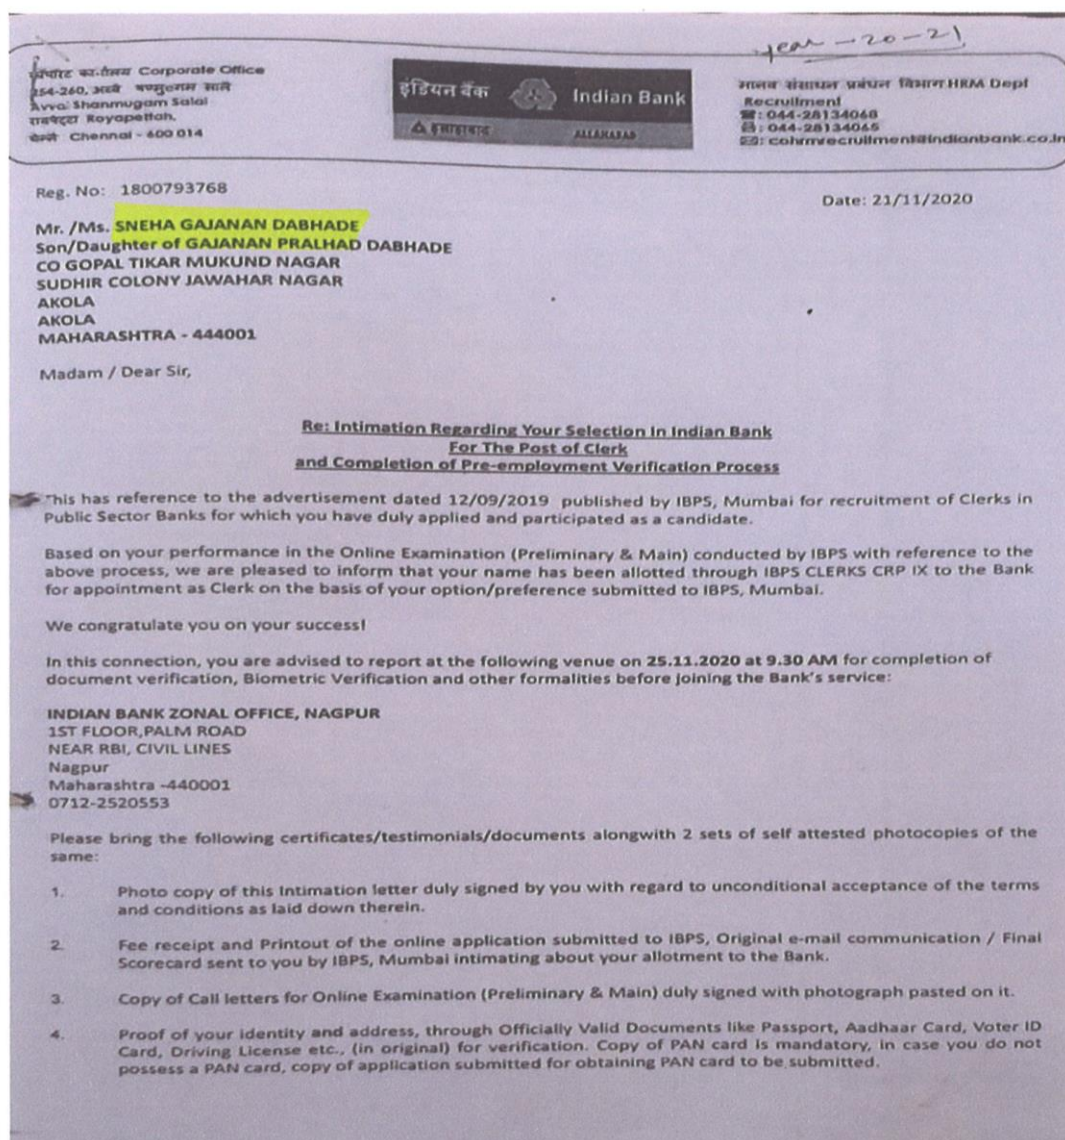 year - 20-21
कार्पोरेट कार्यालय Corporate Office
254-260, अव्वै षण्मुगम सालै
Avvai Shanmugam Salai
रायपेट्टा Royapettah,
चेन्नै Chennai - 600 014
इंडियन बैंक Indian Bank
इलाहाबाद ALLAHABAD
मानव संसाधन प्रबंधन विभाग HRM Dept
Recruitment
: 044-28134068
: 044-28134065
: cohrmrecruitment@indianbank.co.in
Reg. No: 1800793768
Date: 21/11/2020
Mr. /Ms. SNEHA GAJANAN DABHADE
Son/Daughter of GAJANAN PRALHAD DABHADE
CO GOPAL TIKAR MUKUND NAGAR
SUDHIR COLONY JAWAHAR NAGAR
AKOLA
AKOLA
MAHARASHTRA - 444001
Madam / Dear Sir,
Re: Intimation Regarding Your Selection In Indian Bank
For The Post of Clerk
and Completion of Pre-employment Verification Process
This has reference to the advertisement dated 12/09/2019 published by IBPS, Mumbai for recruitment of Clerks in
Public Sector Banks for which you have duly applied and participated as a candidate.
Based on your performance in the Online Examination (Preliminary & Main) conducted by IBPS with reference to the
above process, we are pleased to inform that your name has been allotted through IBPS CLERKS CRP IX to the Bank
for appointment as Clerk on the basis of your option/preference submitted to IBPS, Mumbai.
We congratulate you on your success!
In this connection, you are advised to report at the following venue on 25.11.2020 at 9.30 AM for completion of
document verification, Biometric Verification and other formalities before joining the Bank's service:
INDIAN BANK ZONAL OFFICE, NAGPUR
1ST FLOOR,PALM ROAD
NEAR RBI, CIVIL LINES
Nagpur
Maharashtra -440001
0712-2520553
Please bring the following certificates/testimonials/documents alongwith 2 sets of self attested photocopies of the
same:
1. Photo copy of this Intimation letter duly signed by you with regard to unconditional acceptance of the terms
and conditions as laid down therein.
2. Fee receipt and Printout of the online application submitted to IBPS, Original e-mail communication / Final
Scorecard sent to you by IBPS, Mumbai intimating about your allotment to the Bank.
3. Copy of Call letters for Online Examination (Preliminary & Main) duly signed with photograph pasted on it.
4. Proof of your identity and address, through Officially Valid Documents like Passport, Aadhaar Card, Voter ID
Card, Driving License etc., (in original) for verification. Copy of PAN card is mandatory, in case you do not
possess a PAN card, copy of application submitted for obtaining PAN card to be submitted.